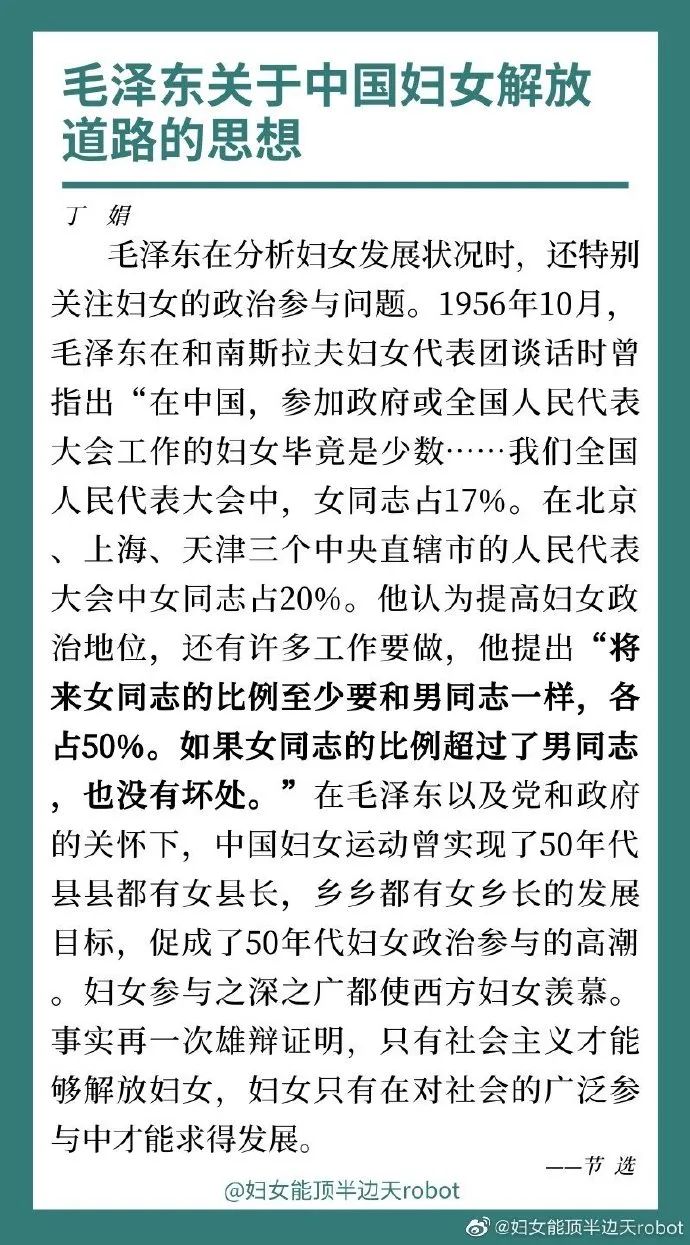 毛泽东关于中国妇女解放
道路的思想
丁 娟
毛泽东在分析妇女发展状况时，还特别
关注妇女的政治参与问题。1956年10月，
毛泽东在和南斯拉夫妇女代表团谈话时曾
指出“在中国，参加政府或全国人民代表
大会工作的妇女毕竟是少数……我们全国
人民代表大会中，女同志占17%。在北京
、上海、天津三个中央直辖市的人民代表
大会中女同志占20%。他认为提高妇女政
治地位，还有许多工作要做，他提出“将
来女同志的比例至少要和男同志一样，各
占50%。如果女同志的比例超过了男同志
，也没有坏处。”在毛泽东以及党和政府
的关怀下，中国妇女运动曾实现了50年代
县县都有女县长，乡乡都有女乡长的发展
目标，促成了50年代妇女政治参与的高潮
。妇女参与之深之广都使西方妇女羡慕。
事实再一次雄辩证明，只有社会主义才能
够解放妇女，妇女只有在对社会的广泛参
与中才能求得发展。
——节 选
@妇女能顶半边天robot
@妇女能顶半边天robot